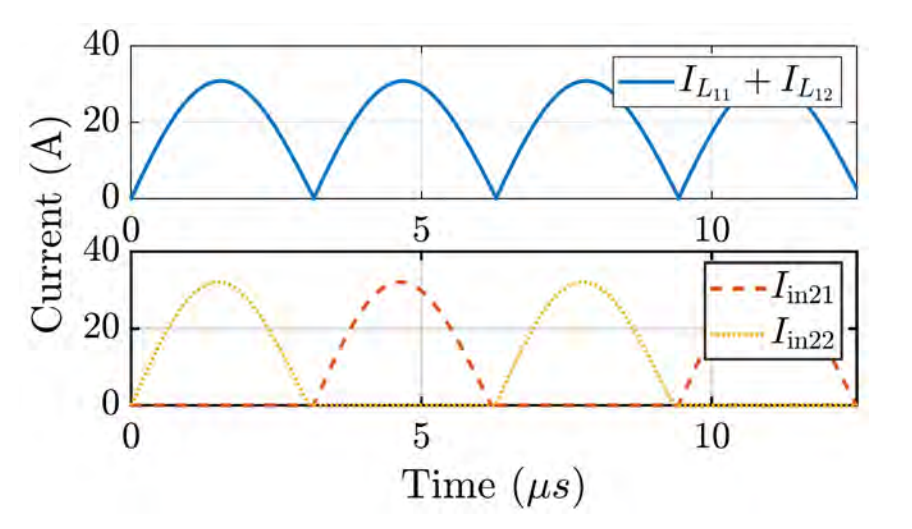 Current (A)
40
20
0
0 5 10
I_{L_{11}} + I_{L_{12}}
40
20
0
0 5 10
I_{in21}
I_{in22}
Time (μs)